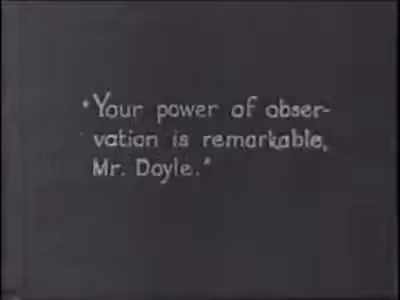 "Your power of obser-
vation is remarkable,
Mr. Doyle."